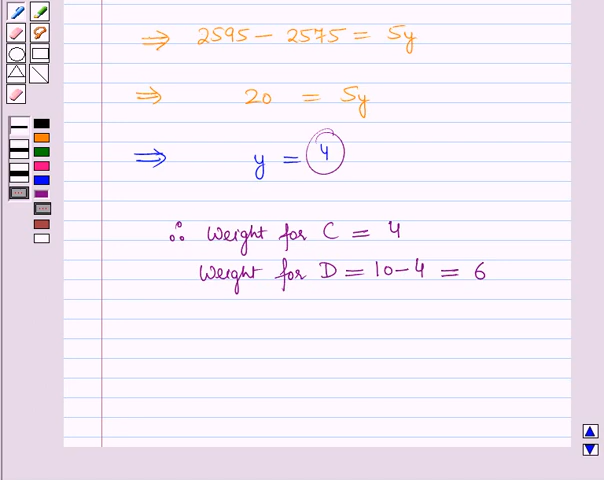 ⇒ 2595 - 2575 = 5y
⇒ 20 = 5y
⇒ y = 4
∴ Weight for C = 4
Weight for D = 10 - 4 = 6